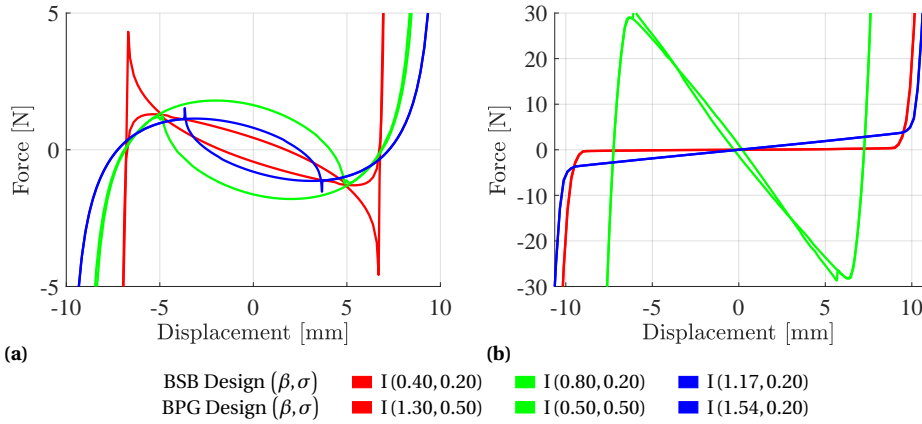 5
0
-5
Force [N]
-10 -5 0 5 10
Displacement [mm]
(a)
30
20
10
0
-10
-20
-30
Force [N]
-10 -5 0 5 10
Displacement [mm]
(b)
BSB Design (β,σ) I (0.40,0.20) I (0.80,0.20) I (1.17,0.20)
BPG Design (β,σ) I (1.30,0.50) I (0.50,0.50) I (1.54,0.20)